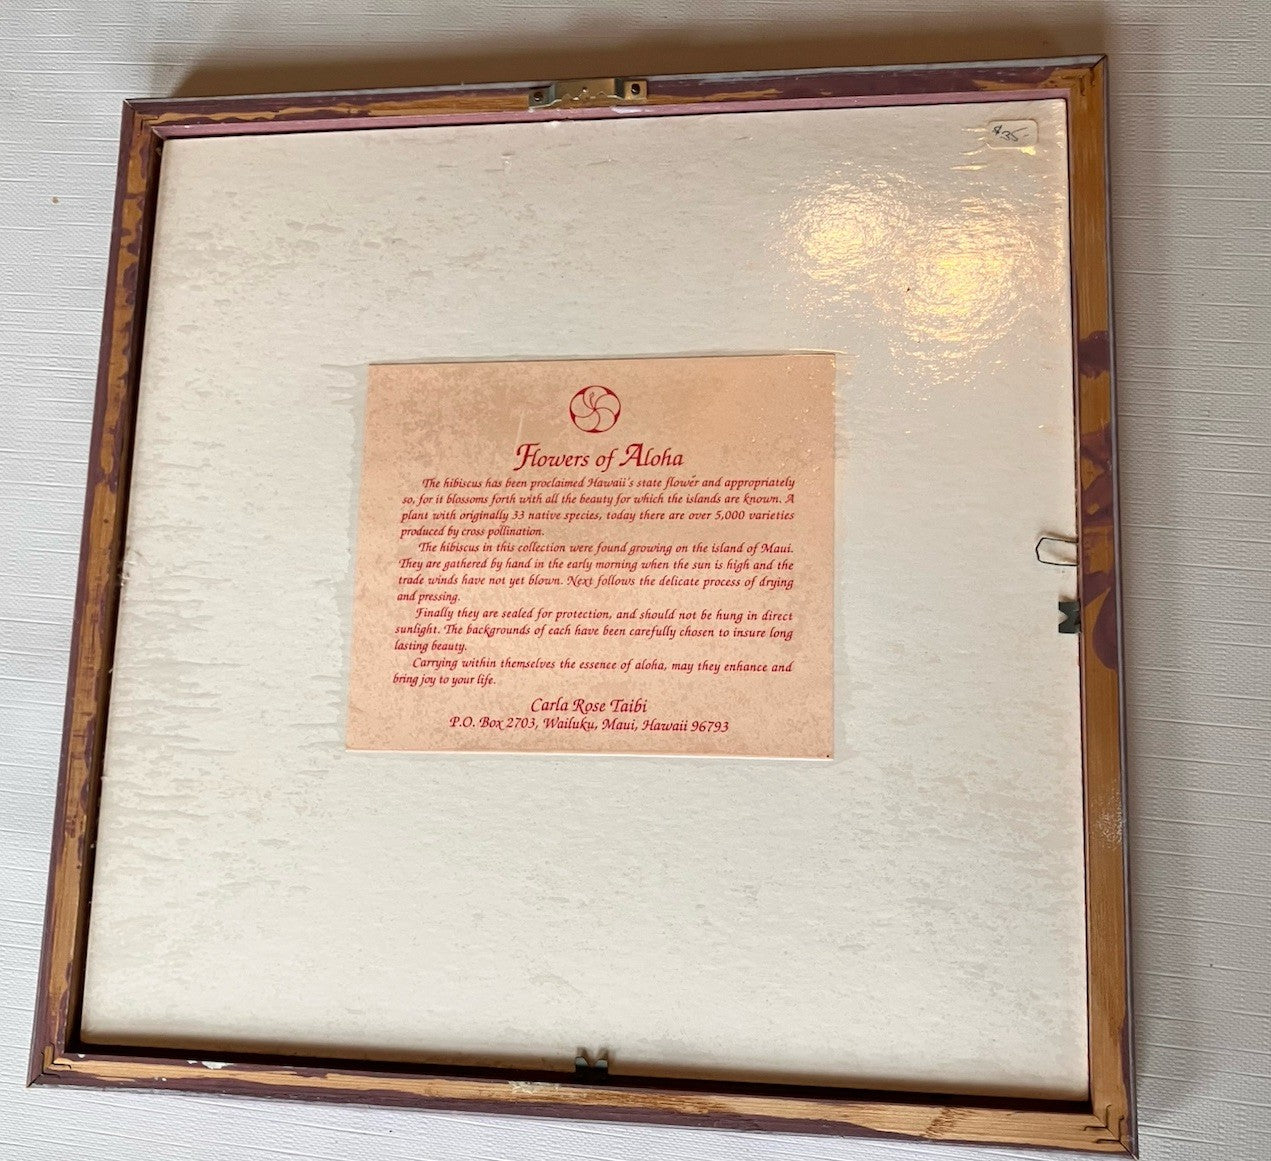 $35-
Flowers of Aloha
The hibiscus has been proclaimed Hawaii's state flower and appropriately
so, for it blossoms forth with all the beauty for which the islands are known. A
plant with originally 33 native species, today there are over 5,000 varieties
produced by cross pollination.
The hibiscus in this collection were found growing on the island of Maui.
They are gathered by hand in the early morning when the sun is high and the
trade winds have not yet blown. Next follows the delicate process of drying
and pressing.
Finally they are sealed for protection, and should not be hung in direct
sunlight. The backgrounds of each have been carefully chosen to insure long
lasting beauty.
Carrying within themselves the essence of aloha, may they enhance and
bring joy to your life.
Carla Rose Taibi
P.O. Box 2703, Wailuku, Maui, Hawaii 96793